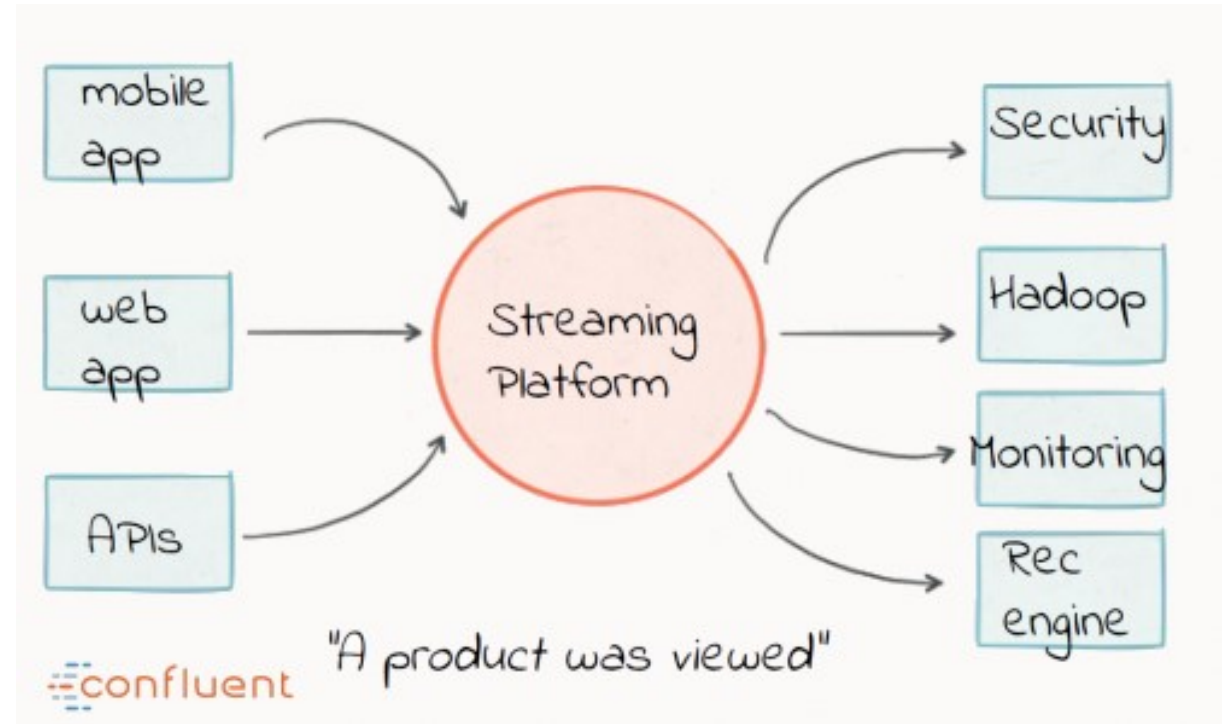 mobile
app
web
app
APIs
Streaming
Platform
Security
Hadoop
Monitoring
Rec
engine
"A product was viewed"
confluent